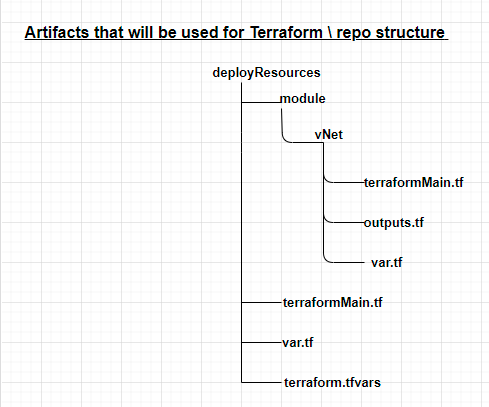 Artifacts that will be used for Terraform \ repo structure
deployResources
module
vNet
terraformMain.tf
outputs.tf
var.tf
terraformMain.tf
var.tf
terraform.tfvars